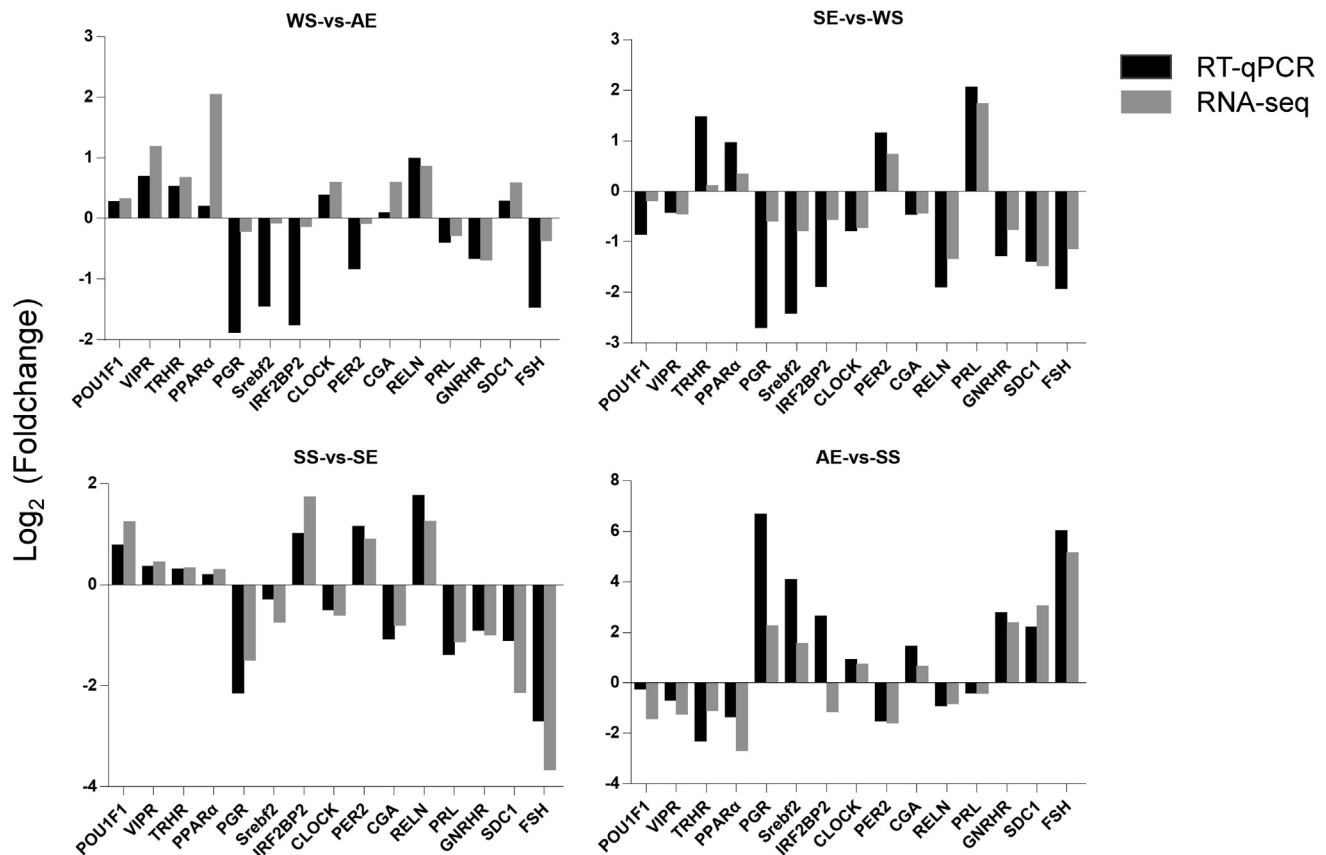 WS-vs-AE
SE-vs-WS
RT-qPCR
RNA-seq
Log2 (Foldchange)
3
2
1
0
-1
-2
POU1F1
VIPR
TRHR
PPARα
PGR
Srebf2
IRF2BP2
CLOCK
PER2
CGA
RELN
PRL
GNRHR
SDC1
FSH
3
2
1
0
-1
-2
-3
POU1F1
VIPR
TRHR
PPARα
PGR
Srebf2
IRF2BP2
CLOCK
PER2
CGA
RELN
PRL
GNRHR
SDC1
FSH
SS-vs-SE
2
0
-2
-4
POU1F1
VIPR
TRHR
PPARα
PGR
Srebf2
IRF2BP2
CLOCK
PER2
CGA
RELN
PRL
GNRHR
SDC1
FSH
AE-vs-SS
8
6
4
2
0
-2
-4
POU1F1
VIPR
TRHR
PPARα
PGR
Srebf2
IRF2BP2
CLOCK
PER2
CGA
RELN
PRL
GNRHR
SDC1
FSH